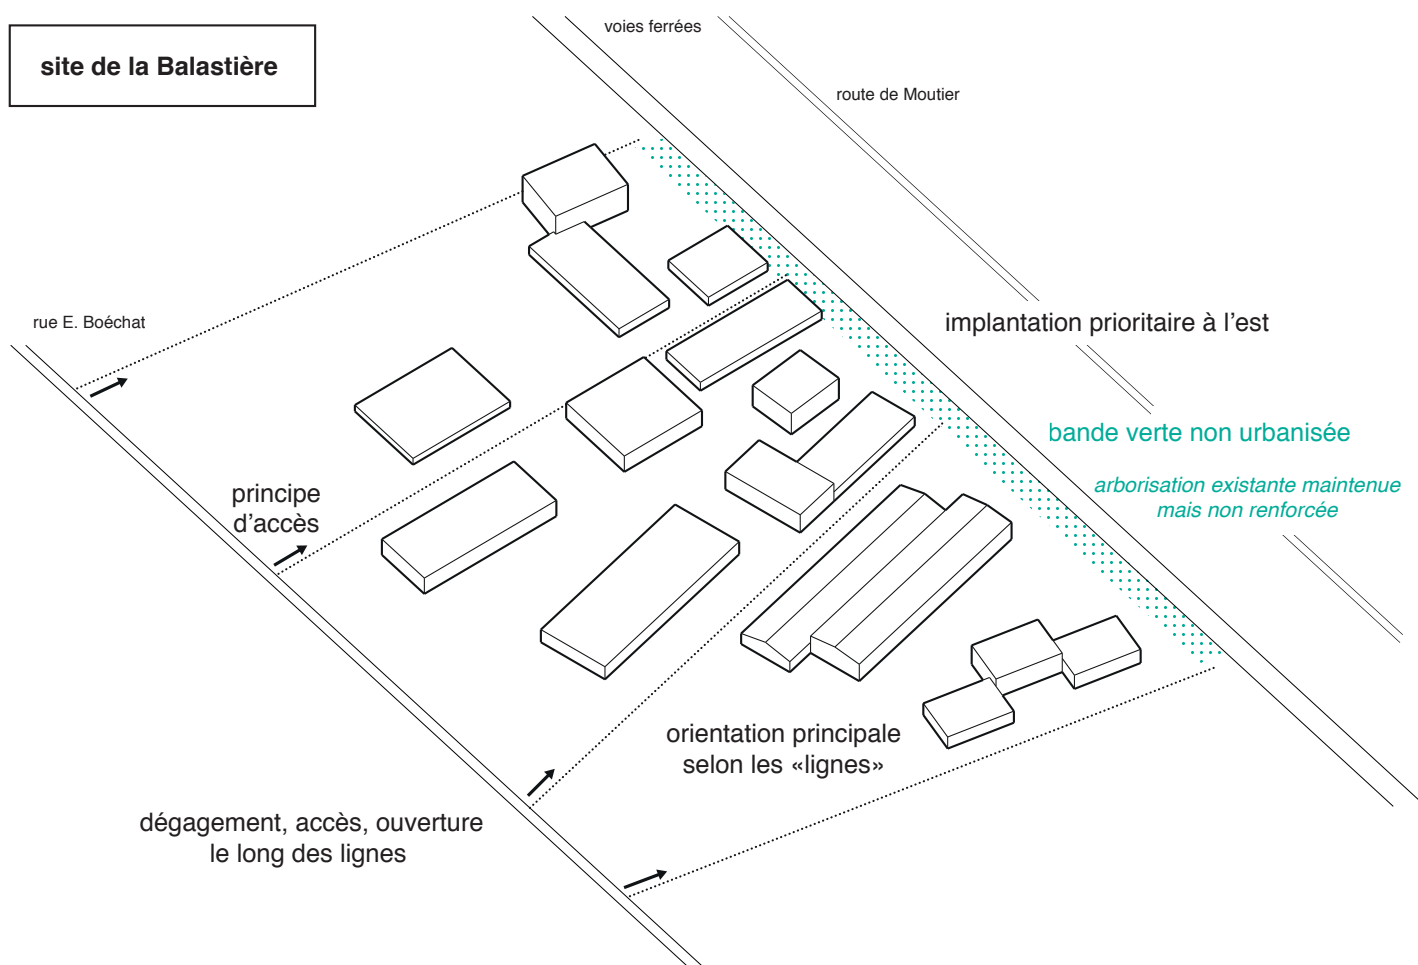 site de la Balastière
voies ferrées
route de Moutier
rue E. Boéchat
implantation prioritaire à l’est
bande verte non urbanisée
arborisation existante maintenue
mais non renforcée
principe
d’accès
orientation principale
selon les «lignes»
dégagement, accès, ouverture
le long des lignes